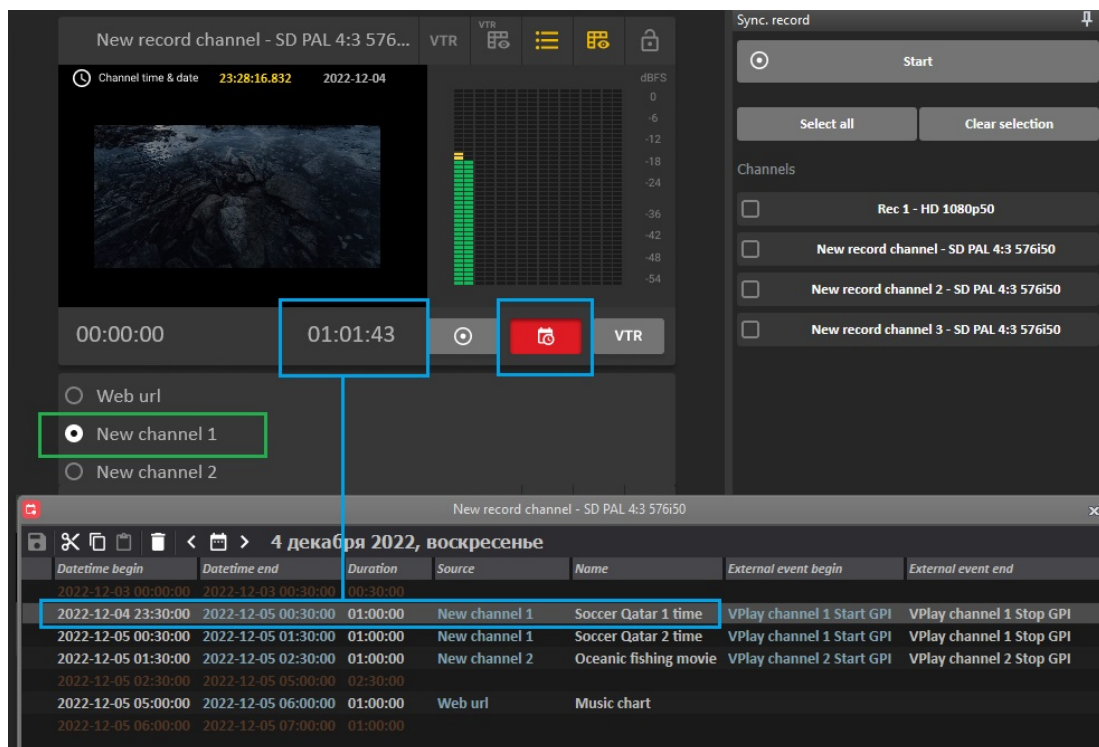 New record channel - SD PAL 4:3 576...
VTR
VTR
Channel time & date 23:28:16.832 2022-12-04
dBFS
0
-6
-12
-18
-24
-36
-42
-48
-54
00:00:00 01:01:43 VTR
Web url
New channel 1
New channel 2
Sync. record
Start
Select all Clear selection
Channels
Rec 1 - HD 1080p50
New record channel - SD PAL 4:3 576i50
New record channel 2 - SD PAL 4:3 576i50
New record channel 3 - SD PAL 4:3 576i50
New record channel - SD PAL 4:3 576i50
4 декабря 2022, воскресенье
Datetime begin Datetime end Duration Source Name External event begin External event end
2022-12-03 00:00:00 2022-12-03 00:30:00 00:30:00
2022-12-04 23:30:00 2022-12-05 00:30:00 01:00:00 New channel 1 Soccer Qatar 1 time VPlay channel 1 Start GPI VPlay channel 1 Stop GPI
2022-12-05 00:30:00 2022-12-05 01:30:00 01:00:00 New channel 1 Soccer Qatar 2 time VPlay channel 1 Start GPI VPlay channel 1 Stop GPI
2022-12-05 01:30:00 2022-12-05 02:30:00 01:00:00 New channel 2 Oceanic fishing movie VPlay channel 2 Start GPI VPlay channel 2 Stop GPI
2022-12-05 02:30:00 2022-12-05 05:00:00 02:30:00
2022-12-05 05:00:00 2022-12-05 06:00:00 01:00:00 Web url Music chart
2022-12-05 06:00:00 2022-12-05 07:00:00 01:00:00